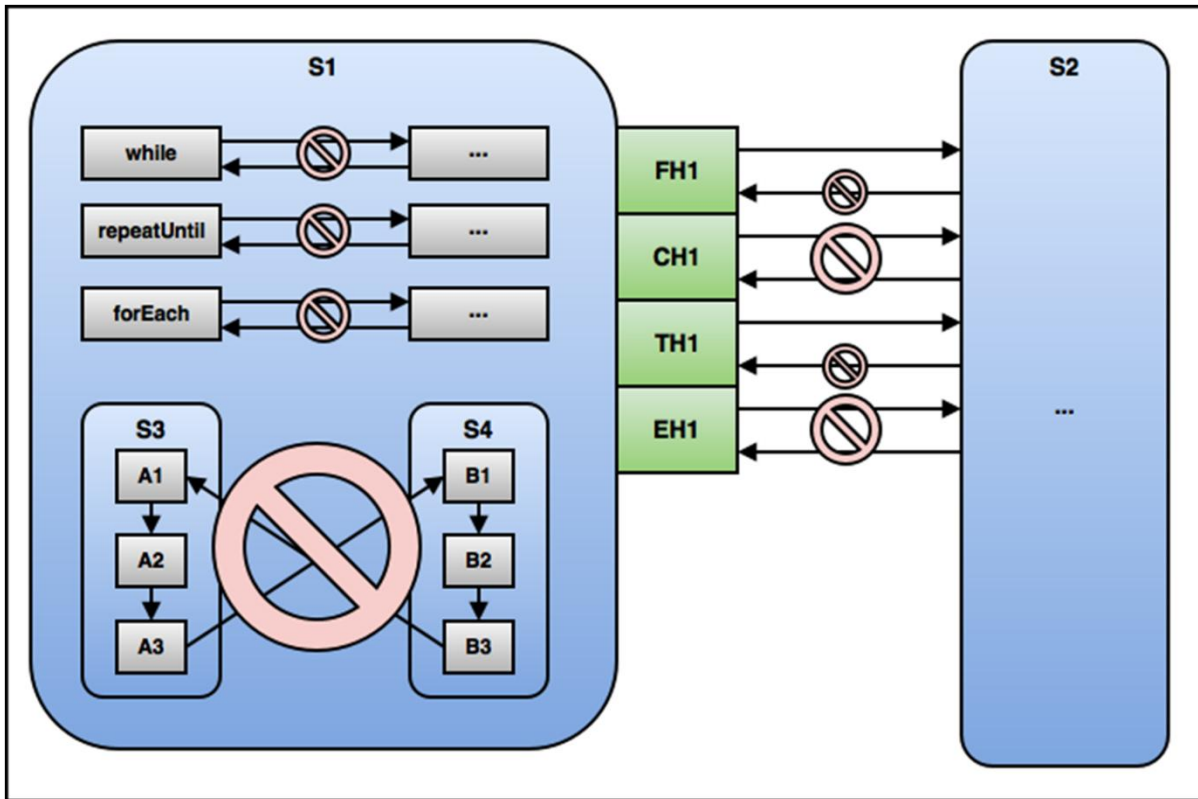 S1
while
...
repeatUntil
...
forEach
...
S3
A1
A2
A3
S4
B1
B2
B3
FH1
CH1
TH1
EH1
S2
...